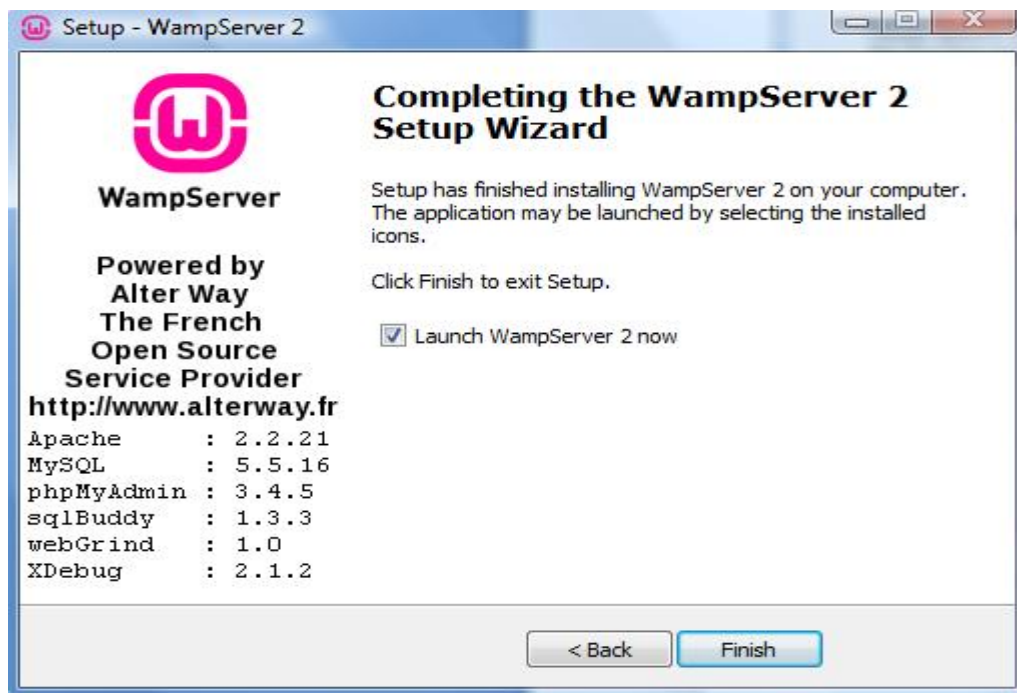 Setup - WampServer 2
WampServer
Powered by
Alter Way
The French
Open Source
Service Provider
http://www.alterway.fr
Apache : 2.2.21
MySQL : 5.5.16
phpMyAdmin : 3.4.5
sqlBuddy : 1.3.3
webGrind : 1.0
XDebug : 2.1.2
Completing the WampServer 2
Setup Wizard
Setup has finished installing WampServer 2 on your computer.
The application may be launched by selecting the installed
icons.
Click Finish to exit Setup.
Launch WampServer 2 now
< Back
Finish